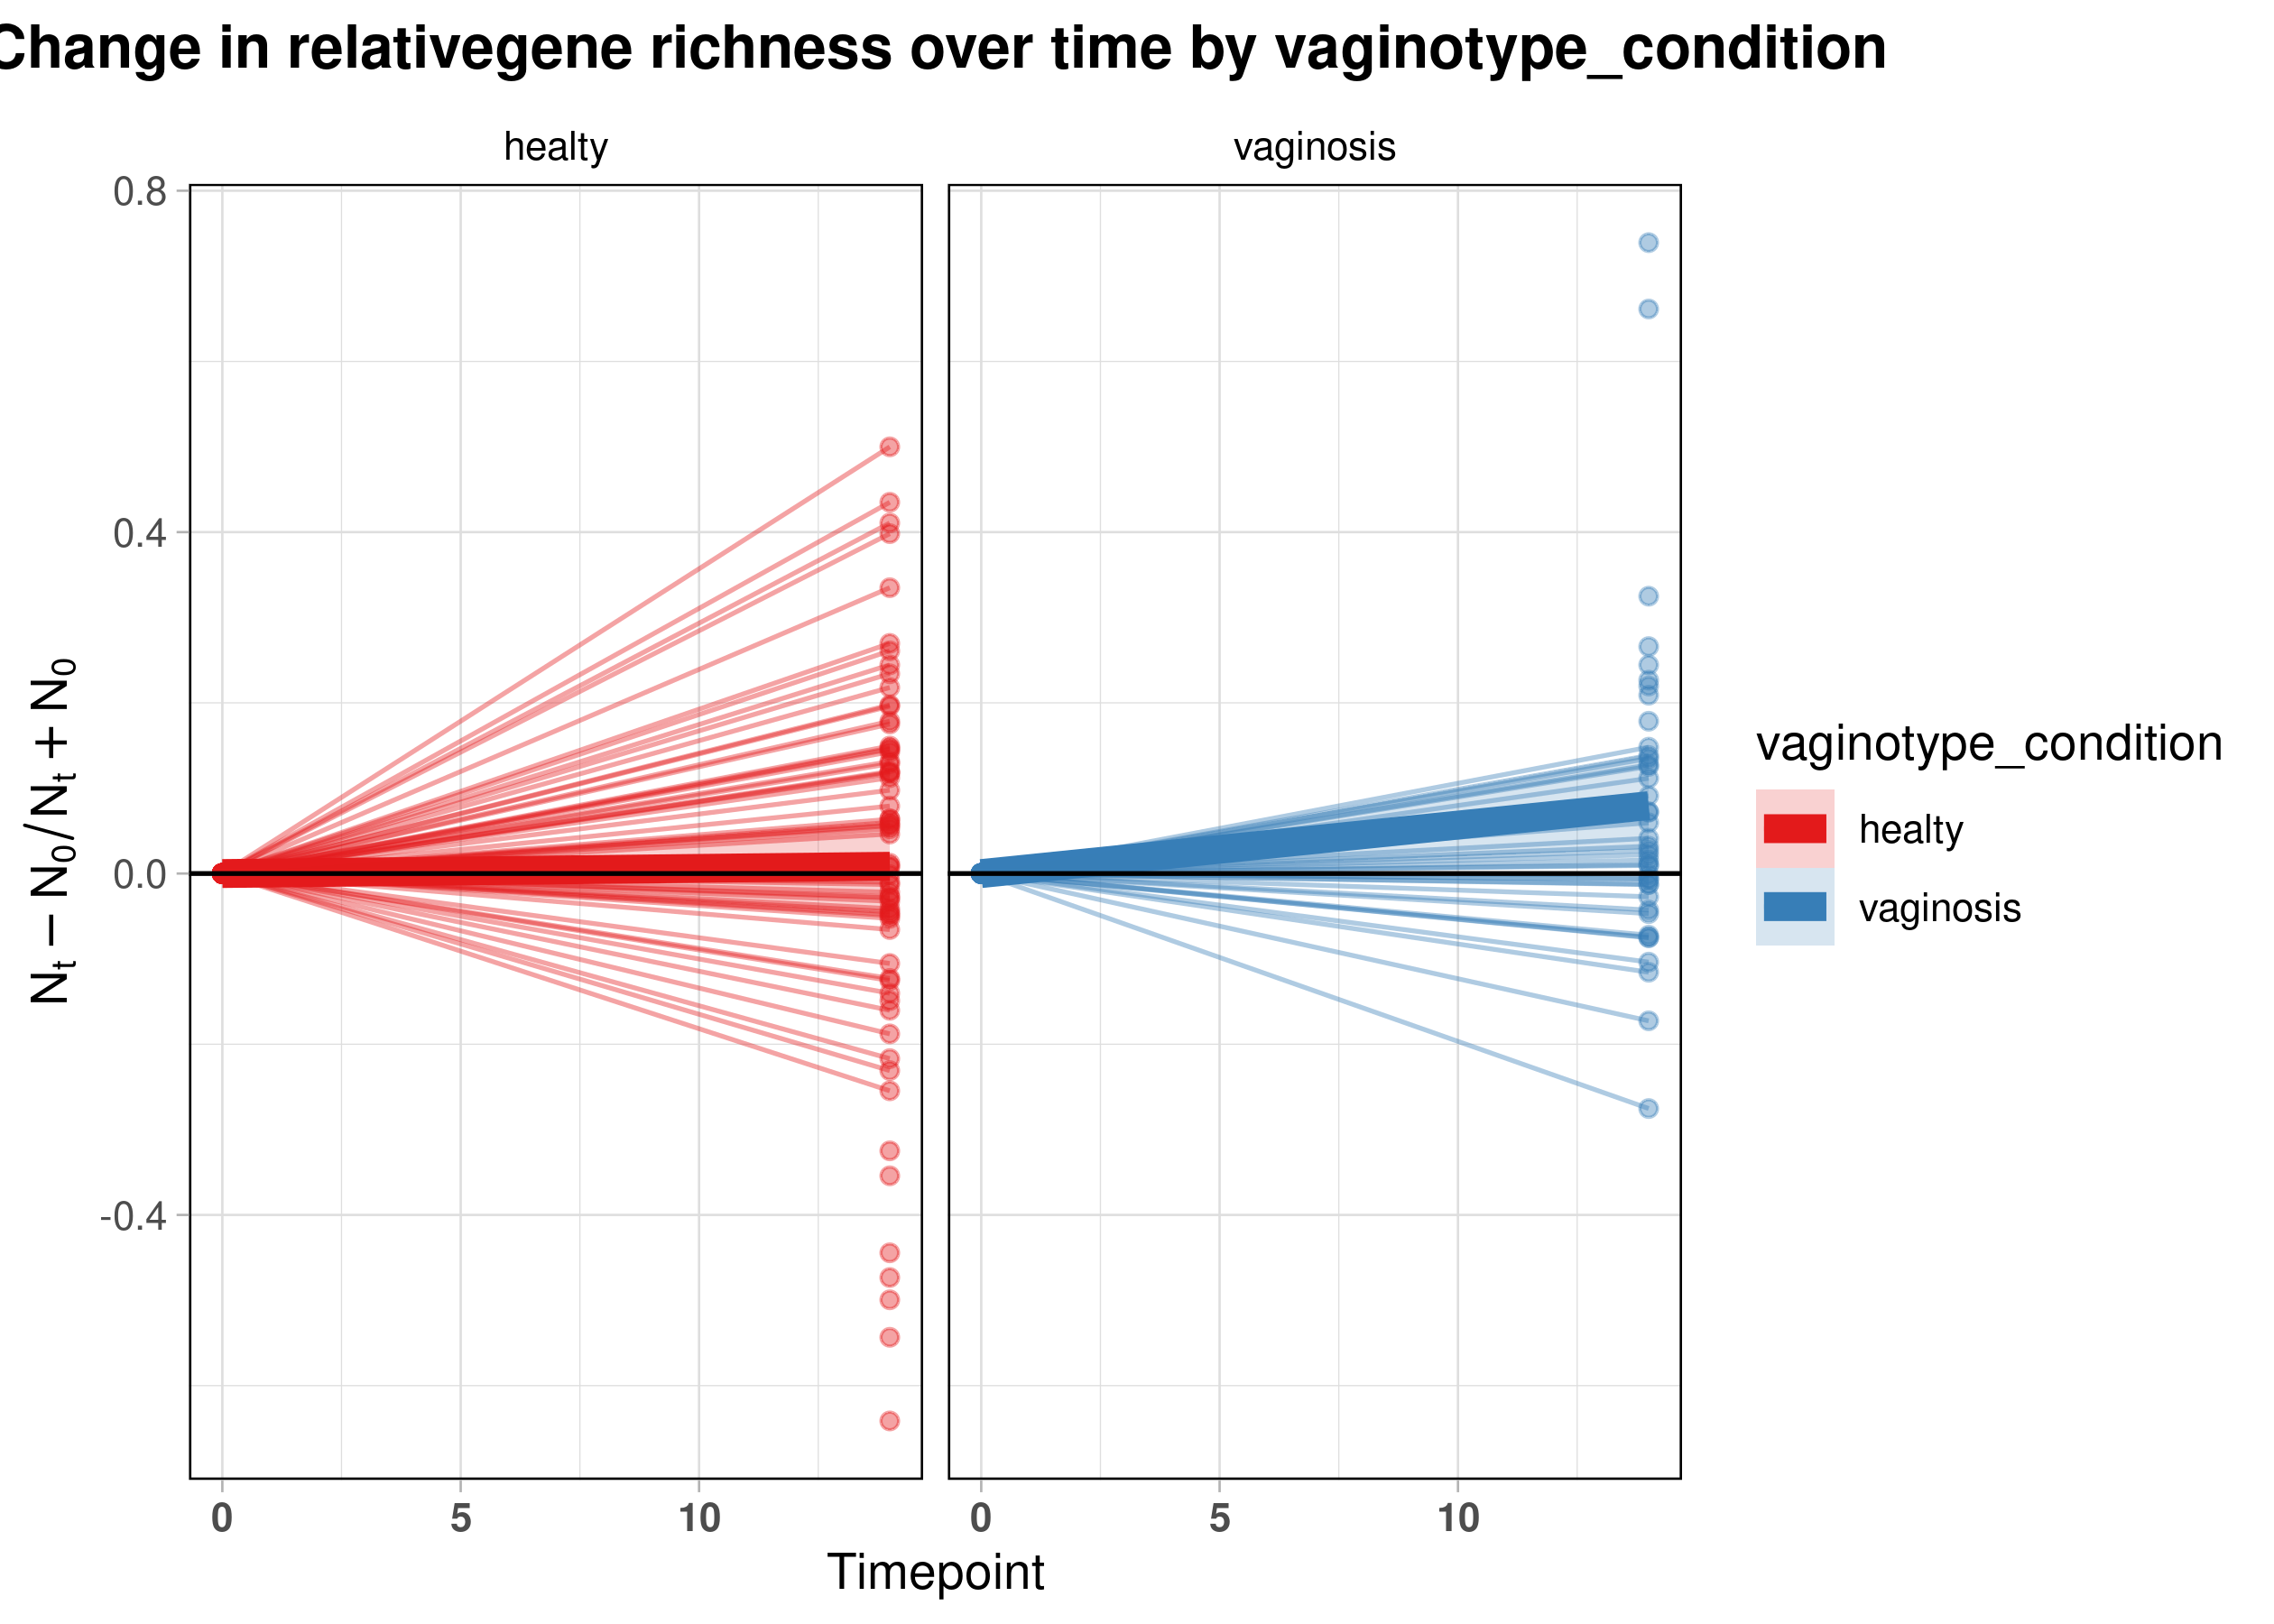 Change in relativegene richness over time by vaginotype_condition
healty
vaginosis
0.8
0.4
0.0
-0.4
Nt − N0/Nt + N0
0
5
10
0
5
10
Timepoint
vaginotype_condition
healty
vaginosis